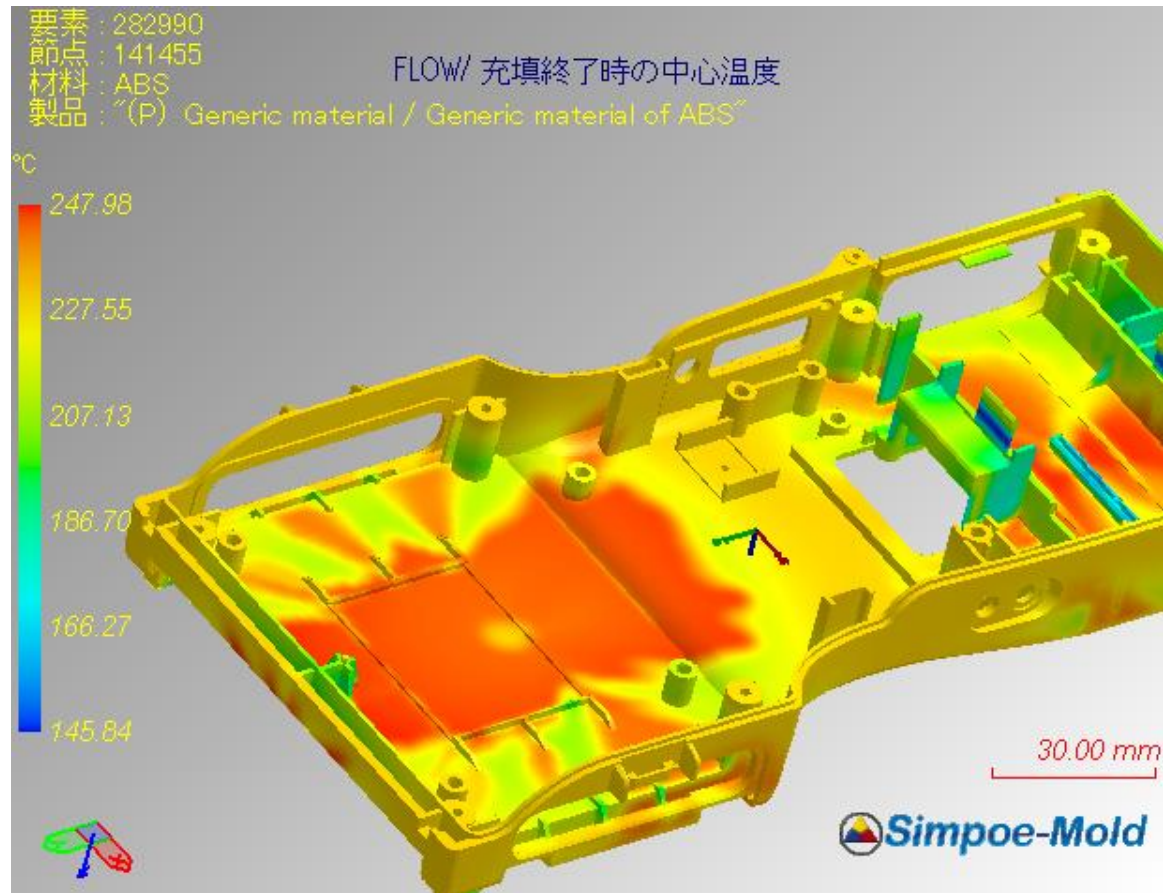 要素 : 282990
節点 : 141455
材料 : ABS
製品 : "(P) Generic material / Generic material of ABS"
FLOW/ 充填終了時の中心温度
°C
247.98
227.55
207.13
186.70
166.27
145.84
30.00 mm
Simpoe-Mold